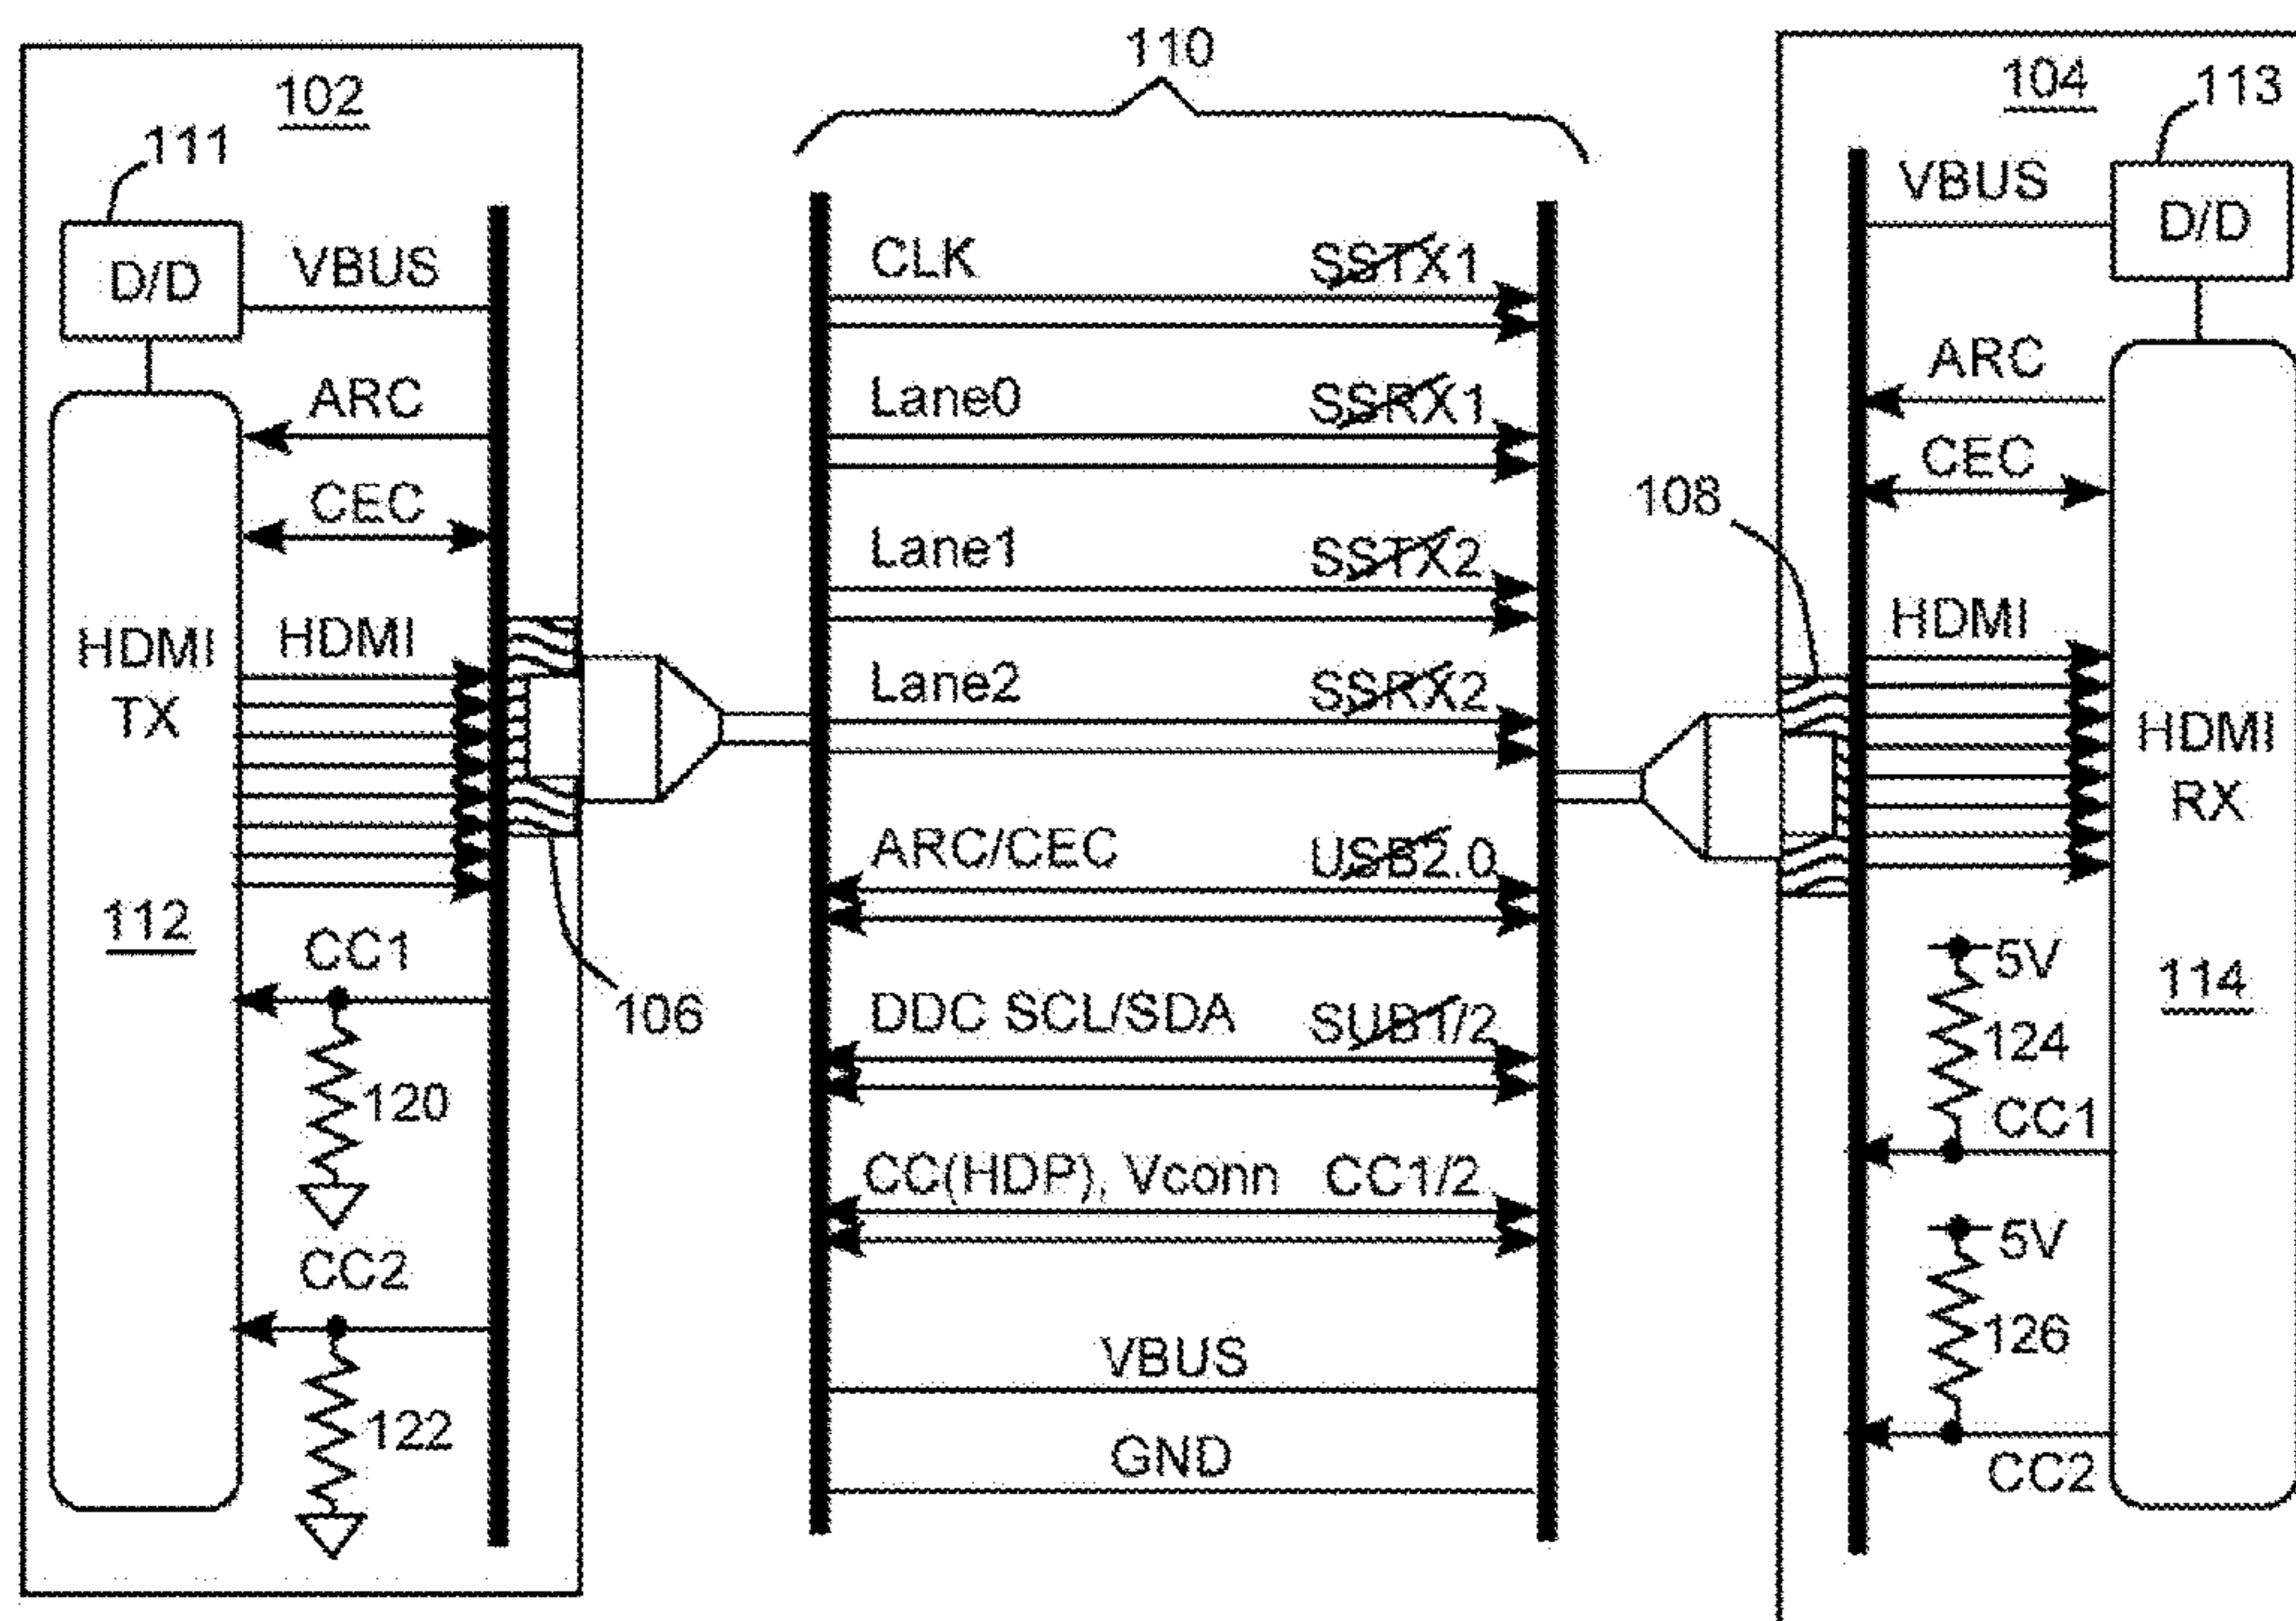 110
102
111
D/D
VBUS
ARC
CEC
HDMI
HDMI
TX
112
CC1
106
120
CC2
122
CLK SSTX1
Lane0 SSRX1
Lane1 SSTX2
Lane2 SSRX2
ARC/CEC USB2.0
DDC SCL/SDA SUB1/2
CC(HDP), Vconn CC1/2
VBUS
GND
104
113
VBUS
D/D
ARC
CEC
108
HDMI
HDMI
RX
5V
114
124
CC1
5V
126
CC2